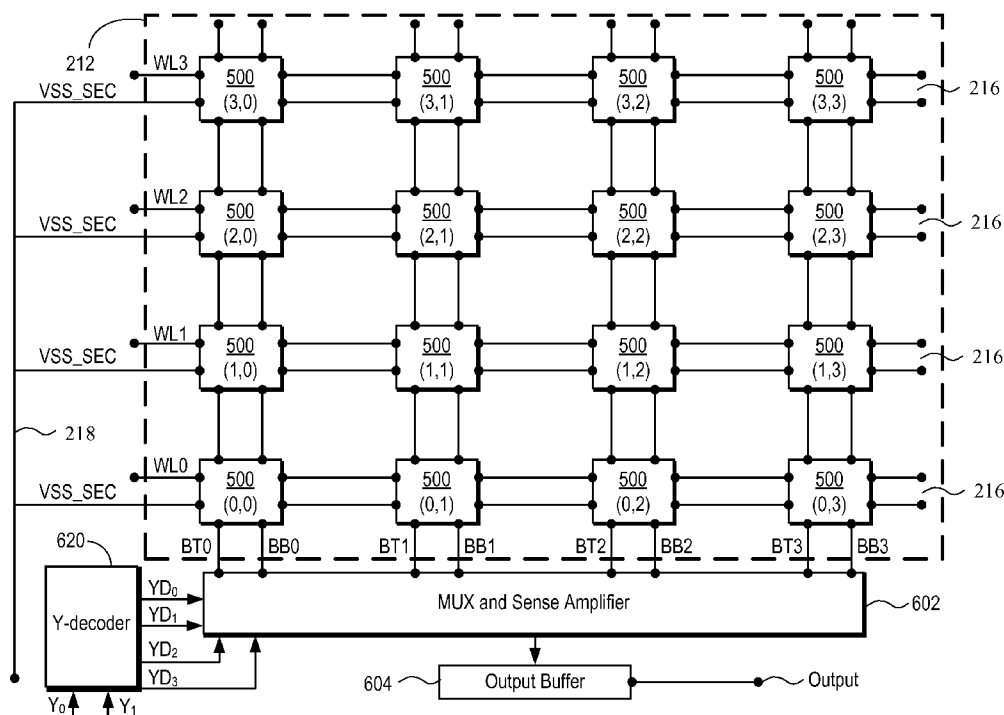 212
WL3
500
500
500
500
216
VSS_SEC
(3,0)
(3,1)
(3,2)
(3,3)
WL2
500
500
500
500
216
VSS_SEC
(2,0)
(2,1)
(2,2)
(2,3)
WL1
500
500
500
500
216
VSS_SEC
(1,0)
(1,1)
(1,2)
(1,3)
218
WL0
500
500
500
500
216
VSS_SEC
(0,0)
(0,1)
(0,2)
(0,3)
620
BT0
BB0
BT1
BB1
BT2
BB2
BT3
BB3
Y-decoder
YD₀
YD₁
YD₂
YD₃
MUX and Sense Amplifier
602
604
Output Buffer
Output
Y₀
Y₁